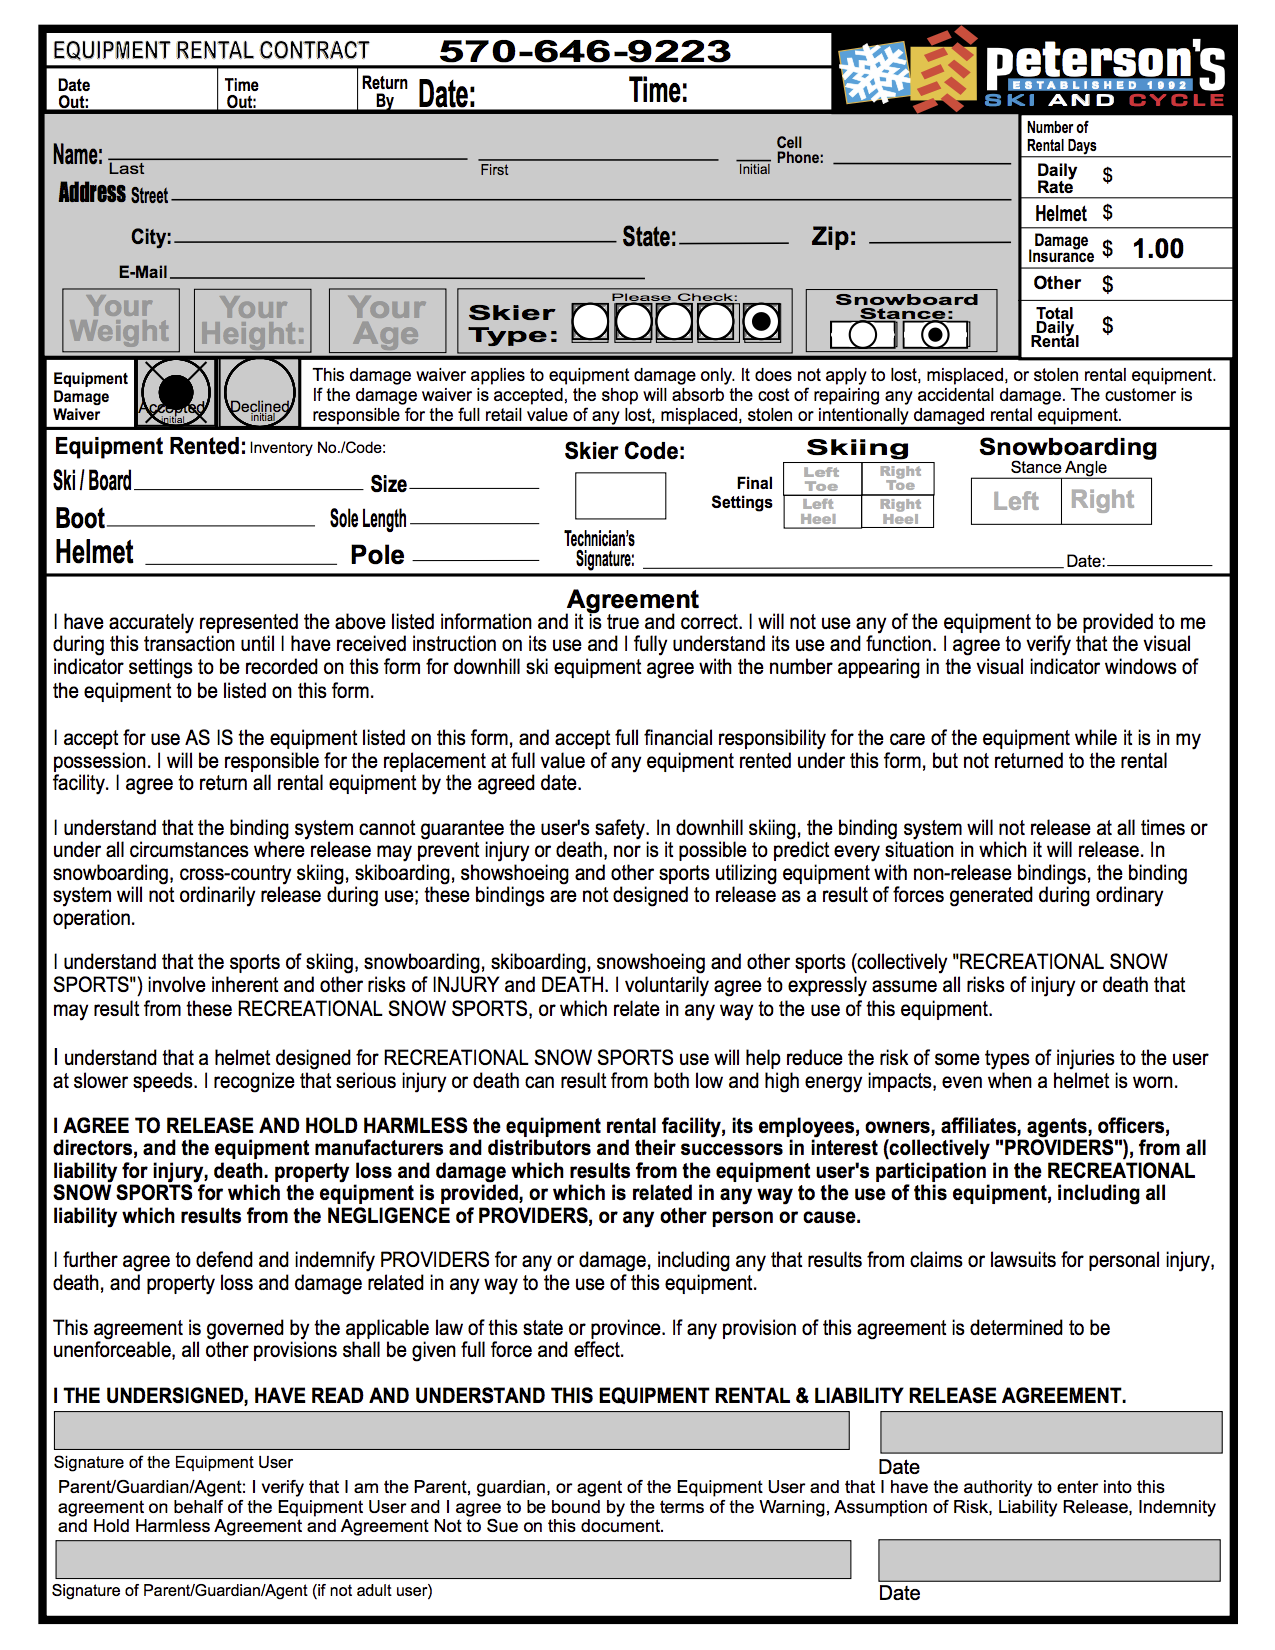 EQUIPMENT RENTAL CONTRACT 570-646-9223
peterson's
ESTABLISHED 1992
SKI AND CYCLE
Date Out:
Time Out:
Return By Date: Time:
Name:
Last
First
Initial
Cell Phone:
Address Street
City: State: Zip:
E-Mail
Your Weight
Your Height:
Your Age
Skier Type:
Please Check:
Snowboard Stance:
Number of Rental Days
Daily Rate $
Helmet $
Damage Insurance $ 1.00
Other $
Total Daily Rental $
Equipment Damage Waiver
Accepted
initial
Declined
initial
This damage waiver applies to equipment damage only. It does not apply to lost, misplaced, or stolen rental equipment.
If the damage waiver is accepted, the shop will absorb the cost of repairing any accidental damage. The customer is
responsible for the full retail value of any lost, misplaced, stolen or intentionally damaged rental equipment.
Equipment Rented: Inventory No./Code:
Ski / Board Size
Boot Sole Length
Helmet Pole
Skier Code:
Skiing
Final Settings
Left Toe
Right Toe
Left Heel
Right Heel
Snowboarding
Stance Angle
Left Right
Technician's Signature:
Date:
Agreement
I have accurately represented the above listed information and it is true and correct. I will not use any of the equipment to be provided to me
during this transaction until I have received instruction on its use and I fully understand its use and function. I agree to verify that the visual
indicator settings to be recorded on this form for downhill ski equipment agree with the number appearing in the visual indicator windows of
the equipment to be listed on this form.
I accept for use AS IS the equipment listed on this form, and accept full financial responsibility for the care of the equipment while it is in my
possession. I will be responsible for the replacement at full value of any equipment rented under this form, but not returned to the rental
facility. I agree to return all rental equipment by the agreed date.
I understand that the binding system cannot guarantee the user's safety. In downhill skiing, the binding system will not release at all times or
under all circumstances where release may prevent injury or death, nor is it possible to predict every situation in which it will release. In
snowboarding, cross-country skiing, skiboarding, showshoeing and other sports utilizing equipment with non-release bindings, the binding
system will not ordinarily release during use; these bindings are not designed to release as a result of forces generated during ordinary
operation.
I understand that the sports of skiing, snowboarding, skiboarding, snowshoeing and other sports (collectively "RECREATIONAL SNOW
SPORTS") involve inherent and other risks of INJURY and DEATH. I voluntarily agree to expressly assume all risks of injury or death that
may result from these RECREATIONAL SNOW SPORTS, or which relate in any way to the use of this equipment.
I understand that a helmet designed for RECREATIONAL SNOW SPORTS use will help reduce the risk of some types of injuries to the user
at slower speeds. I recognize that serious injury or death can result from both low and high energy impacts, even when a helmet is worn.
I AGREE TO RELEASE AND HOLD HARMLESS the equipment rental facility, its employees, owners, affiliates, agents, officers,
directors, and the equipment manufacturers and distributors and their successors in interest (collectively "PROVIDERS"), from all
liability for injury, death. property loss and damage which results from the equipment user's participation in the RECREATIONAL
SNOW SPORTS for which the equipment is provided, or which is related in any way to the use of this equipment, including all
liability which results from the NEGLIGENCE of PROVIDERS, or any other person or cause.
I further agree to defend and indemnify PROVIDERS for any or damage, including any that results from claims or lawsuits for personal injury,
death, and property loss and damage related in any way to the use of this equipment.
This agreement is governed by the applicable law of this state or province. If any provision of this agreement is determined to be
unenforceable, all other provisions shall be given full force and effect.
I THE UNDERSIGNED, HAVE READ AND UNDERSTAND THIS EQUIPMENT RENTAL & LIABILITY RELEASE AGREEMENT.
Signature of the Equipment User
Date
Parent/Guardian/Agent: I verify that I am the Parent, guardian, or agent of the Equipment User and that I have the authority to enter into this
agreement on behalf of the Equipment User and I agree to be bound by the terms of the Warning, Assumption of Risk, Liability Release, Indemnity
and Hold Harmless Agreement and Agreement Not to Sue on this document.
Signature of Parent/Guardian/Agent (if not adult user)
Date